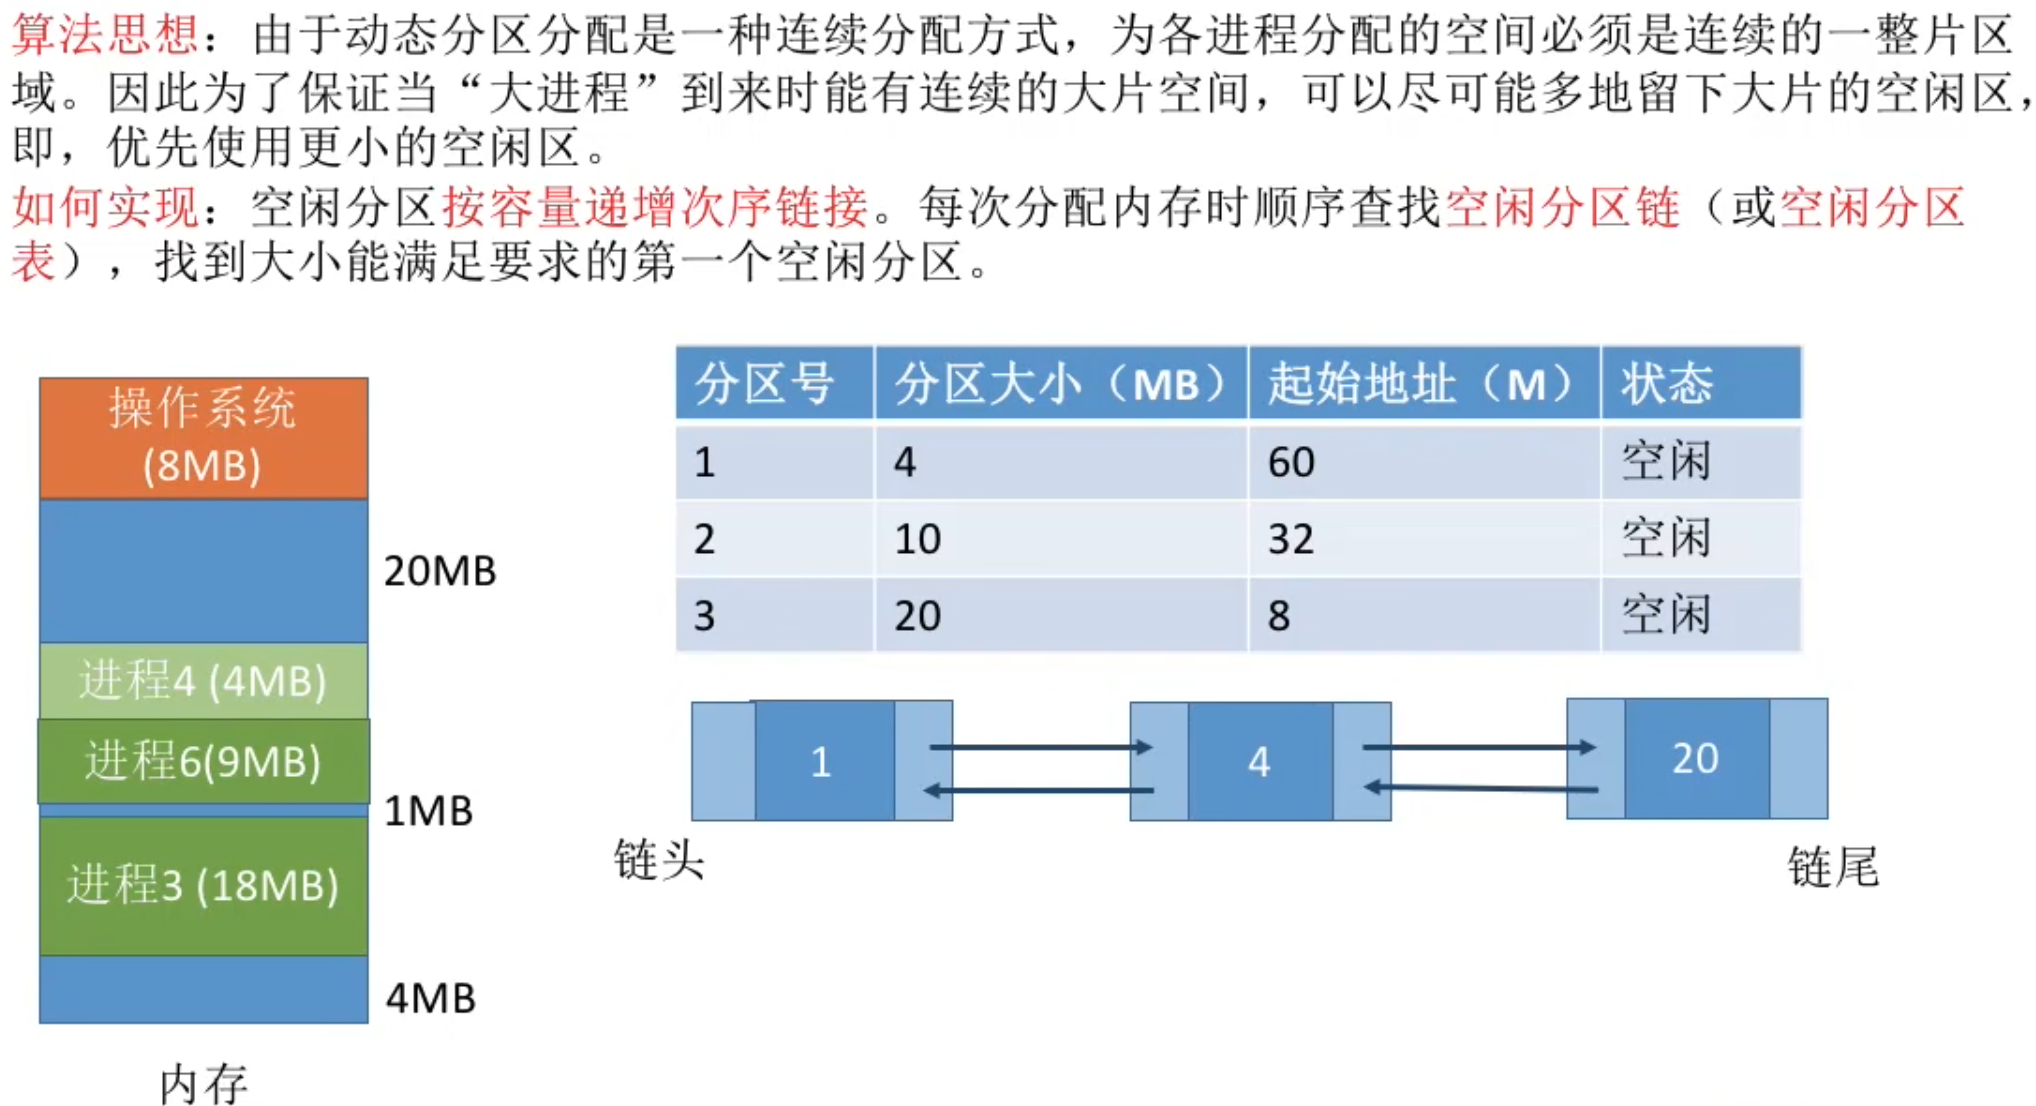 算法思想：由于动态分区分配是一种连续分配方式，为各进程分配的空间必须是连续的一整片区
域。因此为了保证当“大进程”到来时能有连续的大片空间，可以尽可能多地留下大片的空闲区，
即，优先使用更小的空闲区。
如何实现：空闲分区按容量递增次序链接。每次分配内存时顺序查找空闲分区链（或空闲分区
表），找到大小能满足要求的第一个空闲分区。
操作系统
(8MB)
20MB
进程4 (4MB)
进程6(9MB)
1MB
进程3 (18MB)
4MB
内存
分区号 分区大小（MB） 起始地址（M） 状态
1 4 60 空闲
2 10 32 空闲
3 20 8 空闲
1 4 20
链头 链尾